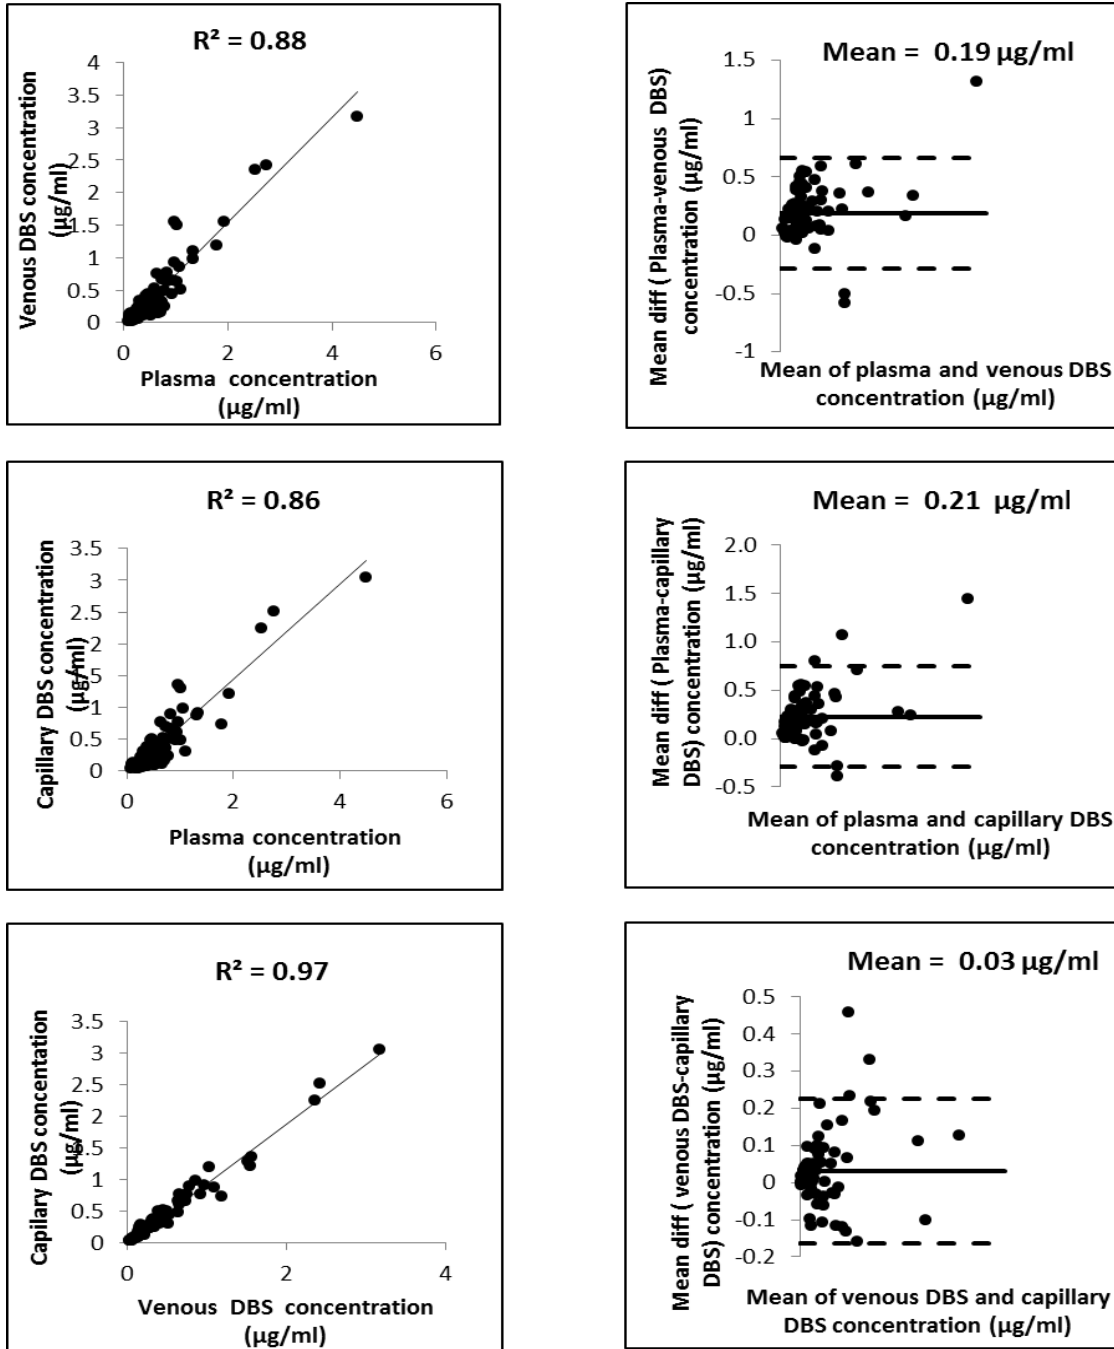 R² = 0.88
Venous DBS concentration
(µg/ml)
4
3.5
3
2.5
2
1.5
1
0.5
0
0 2 4 6
Plasma concentration
(µg/ml)
Mean = 0.19 µg/ml
Mean diff ( Plasma-venous DBS)
concentration (µg/ml)
1.5
1
0.5
0
-0.5
-1
Mean of plasma and venous DBS
concentration (µg/ml)
R² = 0.86
Capillary DBS concentration
(µg/ml)
3.5
3
2.5
2
1.5
1
0.5
0
0 2 4 6
Plasma concentration
(µg/ml)
Mean = 0.21 µg/ml
Mean diff ( Plasma-capillary
DBS) concentration (µg/ml)
2.0
1.5
1.0
0.5
0.0
-0.5
Mean of plasma and capillary DBS
concentration (µg/ml)
R² = 0.97
Capilary DBS concentation
(µg/ml)
3.5
3
2.5
2
1.5
1
0.5
0
0 2 4
Venous DBS concentration
(µg/ml)
Mean = 0.03 µg/ml
Mean diff ( venous DBS-capillary
DBS) concentration (µg/ml)
0.5
0.4
0.3
0.2
0.1
0
-0.1
-0.2
Mean of venous DBS and capillary
DBS concentration (µg/ml)